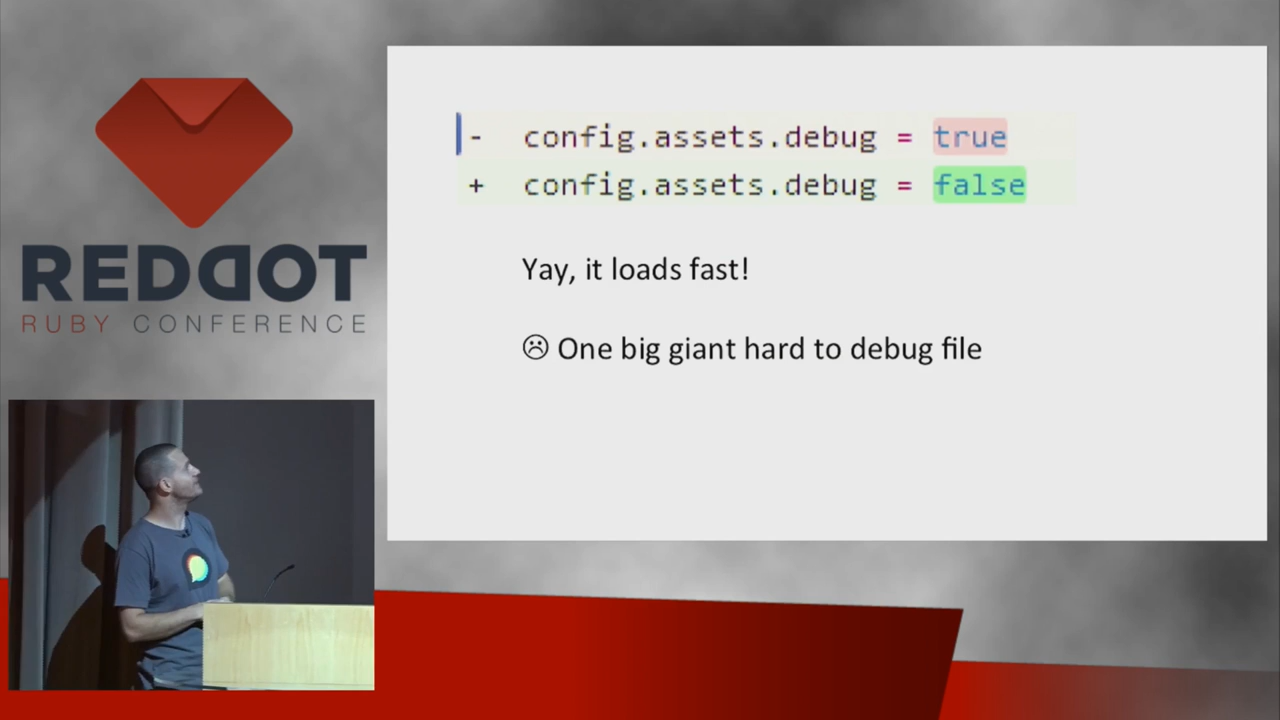 REDDOT
RUBY CONFERENCE
- config.assets.debug = true
+ config.assets.debug = false
Yay, it loads fast!
☹ One big giant hard to debug file